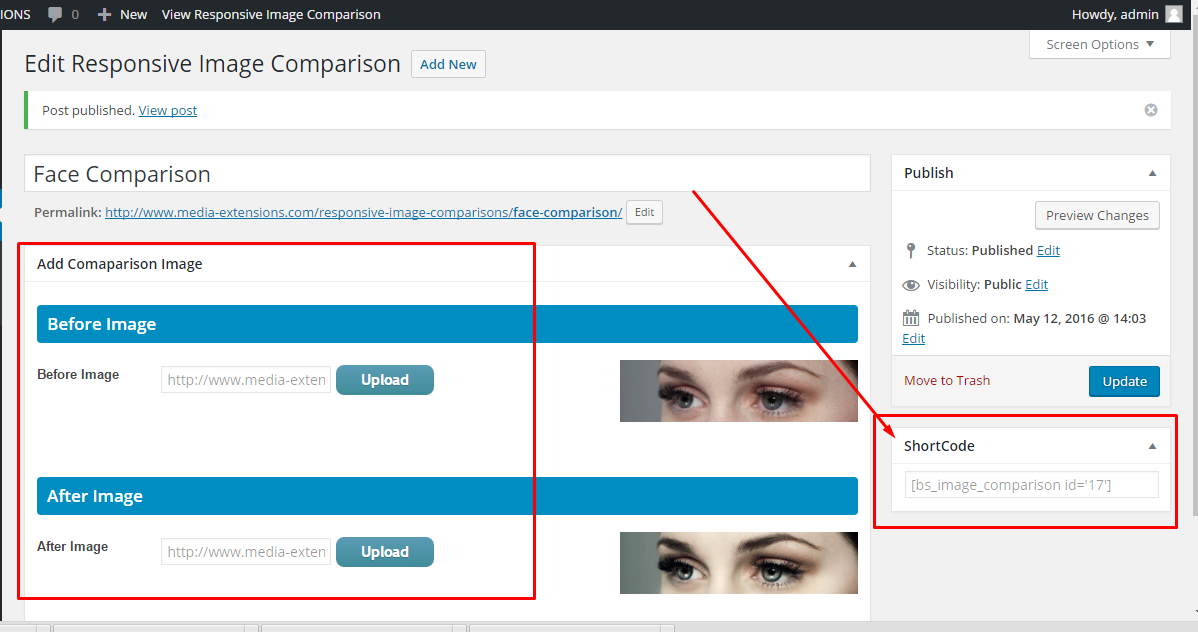 IONS 0 New View Responsive Image Comparison Howdy, admin
Screen Options
Edit Responsive Image Comparison Add New
Post published. View post
Face Comparison
Permalink: http://www.media-extensions.com/responsive-image-comparisons/face-comparison/ Edit
Add Comaparison Image
Before Image
Before Image http://www.media-exten Upload
After Image
After Image http://www.media-exten Upload
Publish
Preview Changes
Status: Published Edit
Visibility: Public Edit
Published on: May 12, 2016 @ 14:03
Edit
Move to Trash Update
ShortCode
[bs_image_comparison id='17']